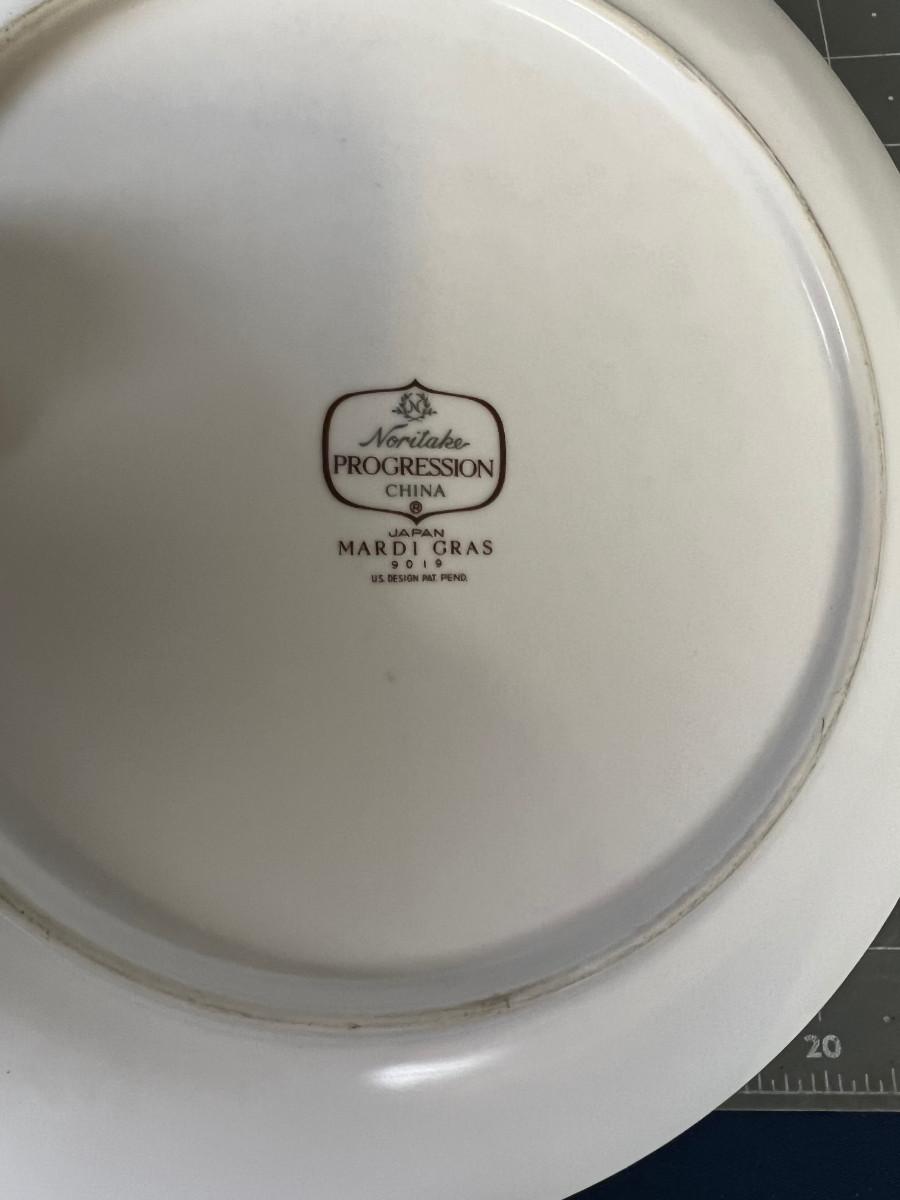 N
Noritake
PROGRESSION
CHINA
®
JAPAN
MARDI GRAS
9019
U.S. DESIGN PAT. PEND.
20